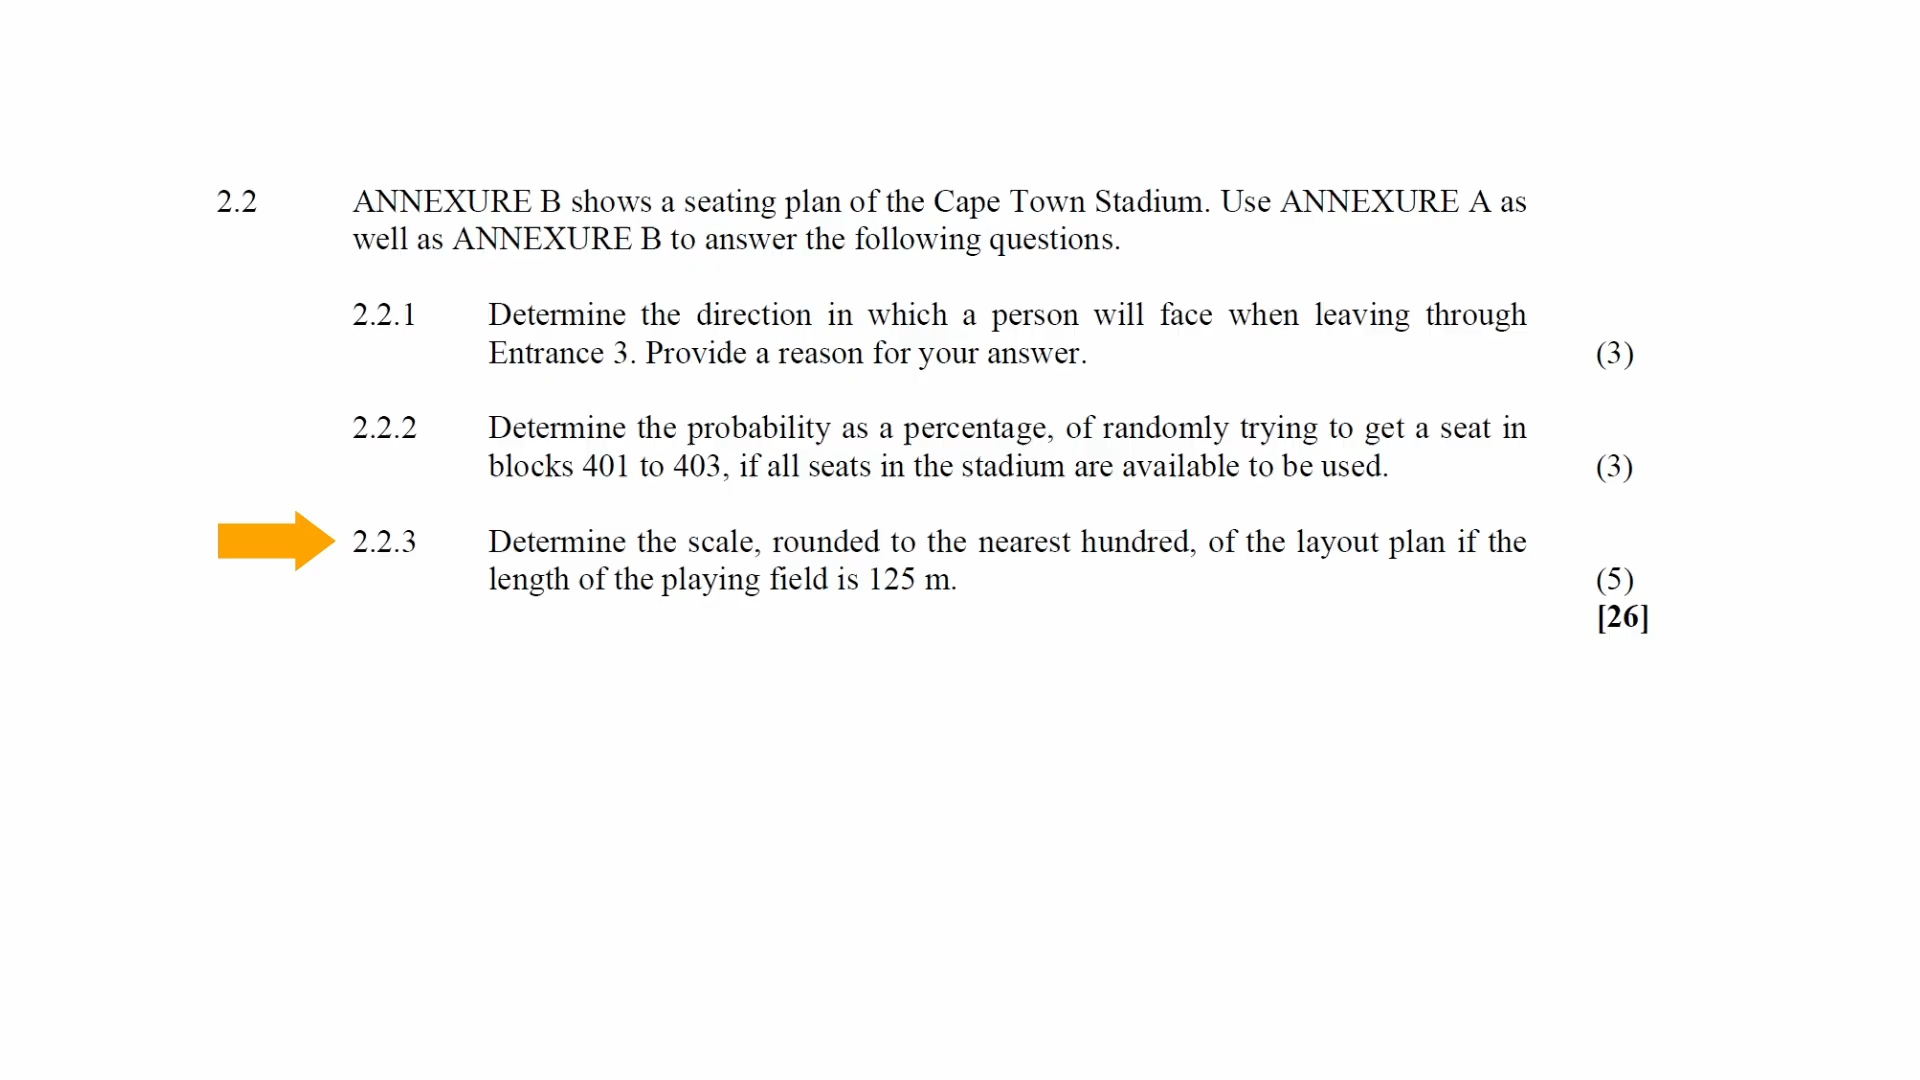 2.2 ANNEXURE B shows a seating plan of the Cape Town Stadium. Use ANNEXURE A as
well as ANNEXURE B to answer the following questions.
2.2.1 Determine the direction in which a person will face when leaving through
Entrance 3. Provide a reason for your answer. (3)
2.2.2 Determine the probability as a percentage, of randomly trying to get a seat in
blocks 401 to 403, if all seats in the stadium are available to be used. (3)
2.2.3 Determine the scale, rounded to the nearest hundred, of the layout plan if the
length of the playing field is 125 m. (5)
[26]